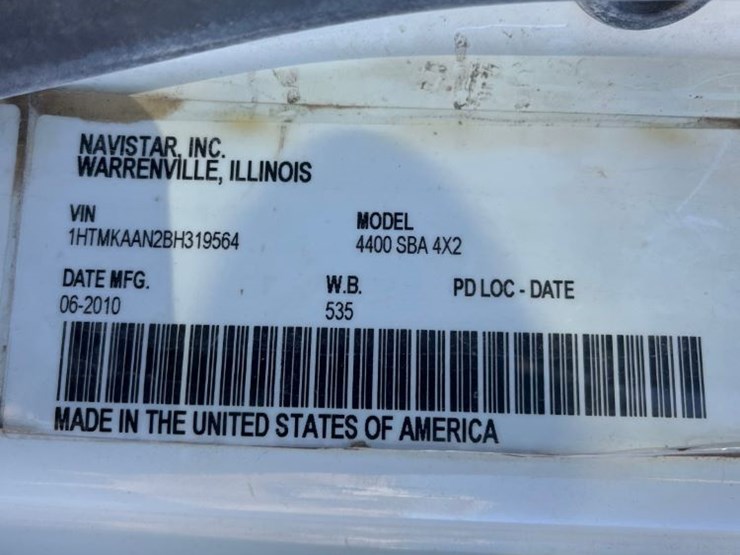 NAVISTAR, INC.
WARRENVILLE, ILLINOIS
VIN MODEL
1HTMKAAN2BH319564 4400 SBA 4X2
DATE MFG. W.B. PD LOC - DATE
06-2010 535
MADE IN THE UNITED STATES OF AMERICA